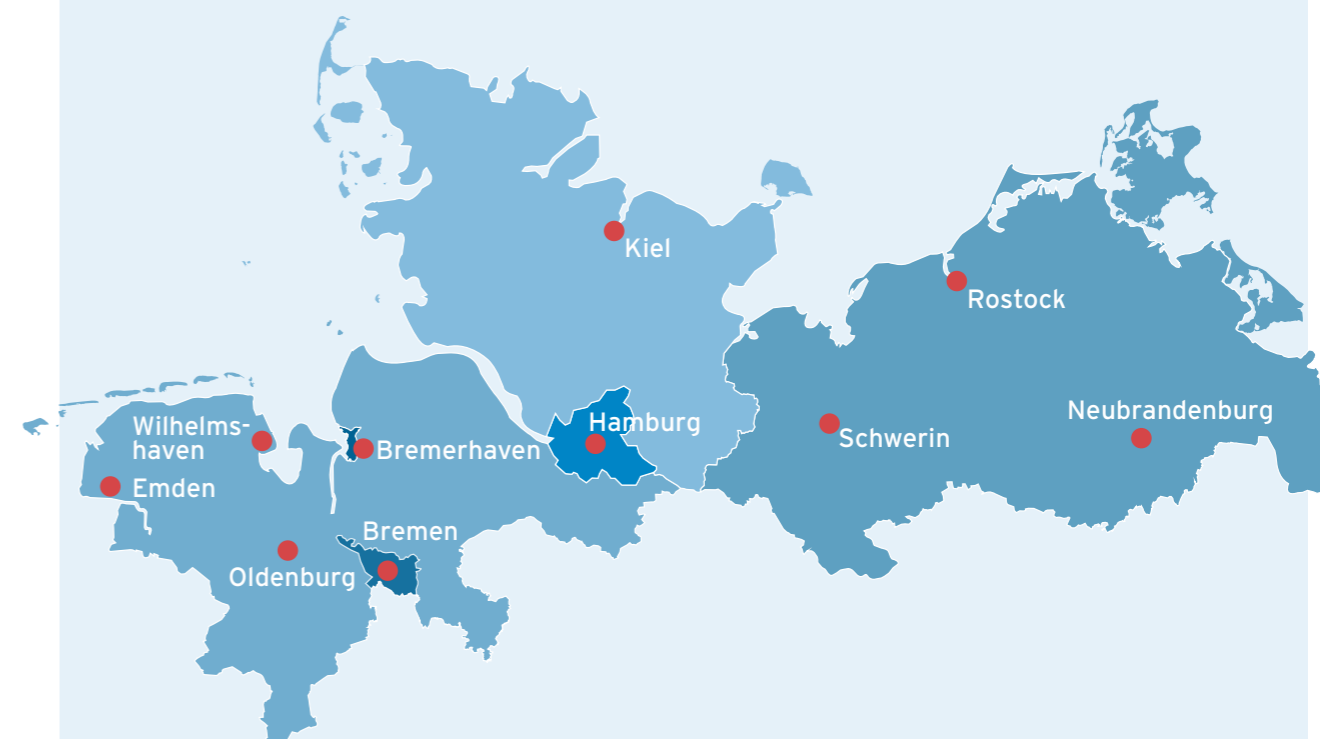 Kiel
Rostock
Neubrandenburg
Hamburg
Schwerin
Wilhelms-
haven
Bremerhaven
Emden
Bremen
Oldenburg